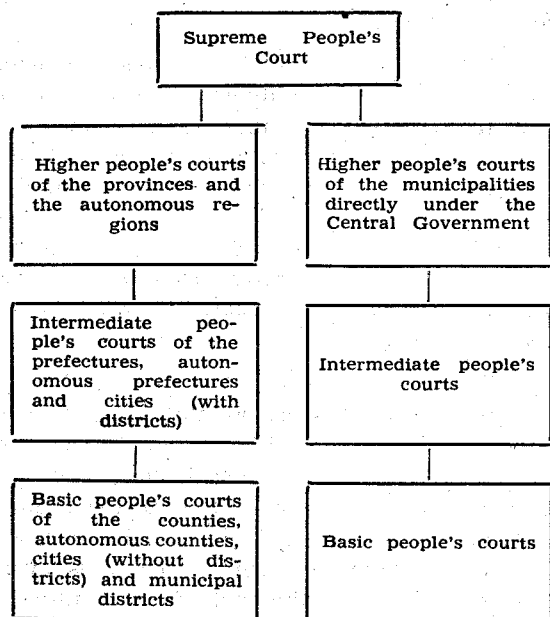 Supreme People's
Court
Higher people's courts
of the provinces and
the autonomous re-
gions
Higher people's courts
of the municipalities
directly under the
Central Government
Intermediate peo-
ple's courts of the
prefectures, auton-
omous prefectures
and cities (with
districts)
Intermediate people's
courts
Basic people's courts
of the counties,
autonomous counties,
cities (without dis-
tricts) and municipal
districts
Basic people's courts